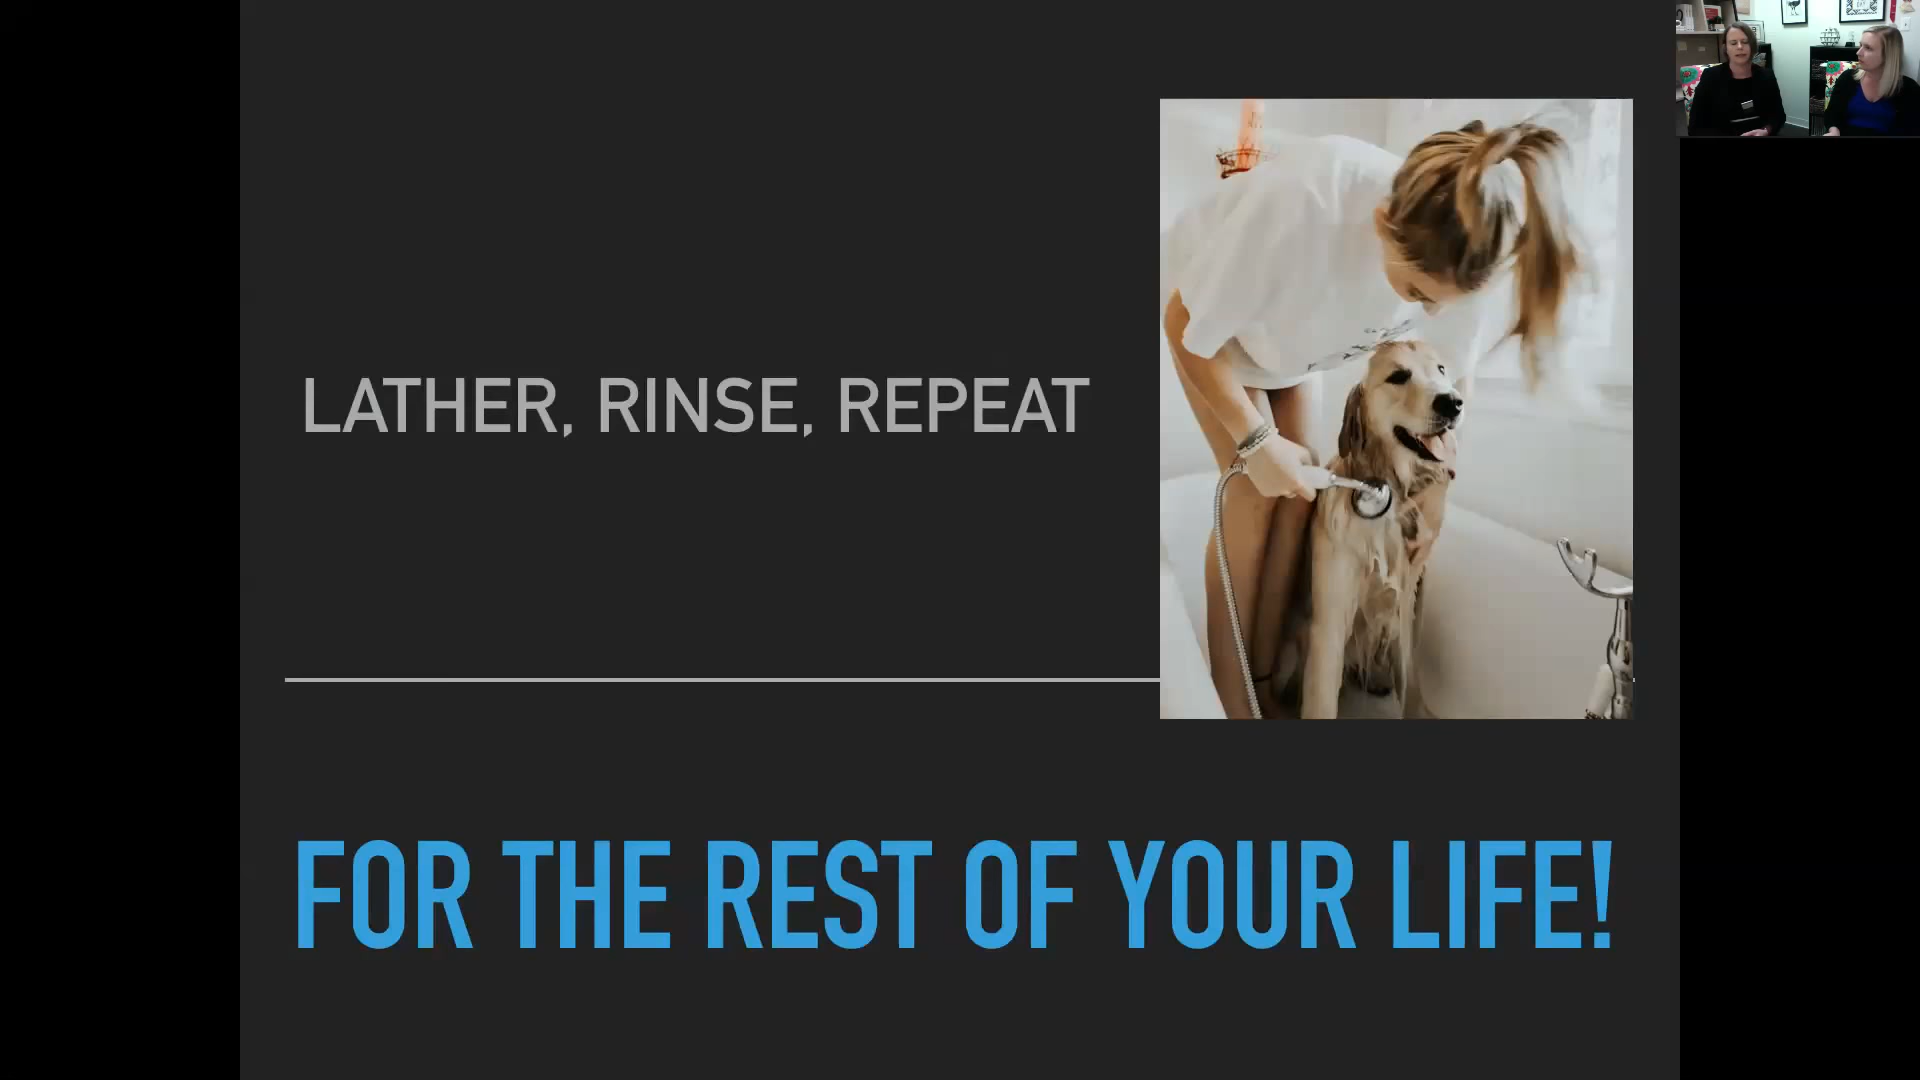 LATHER, RINSE, REPEAT
FOR THE REST OF YOUR LIFE!